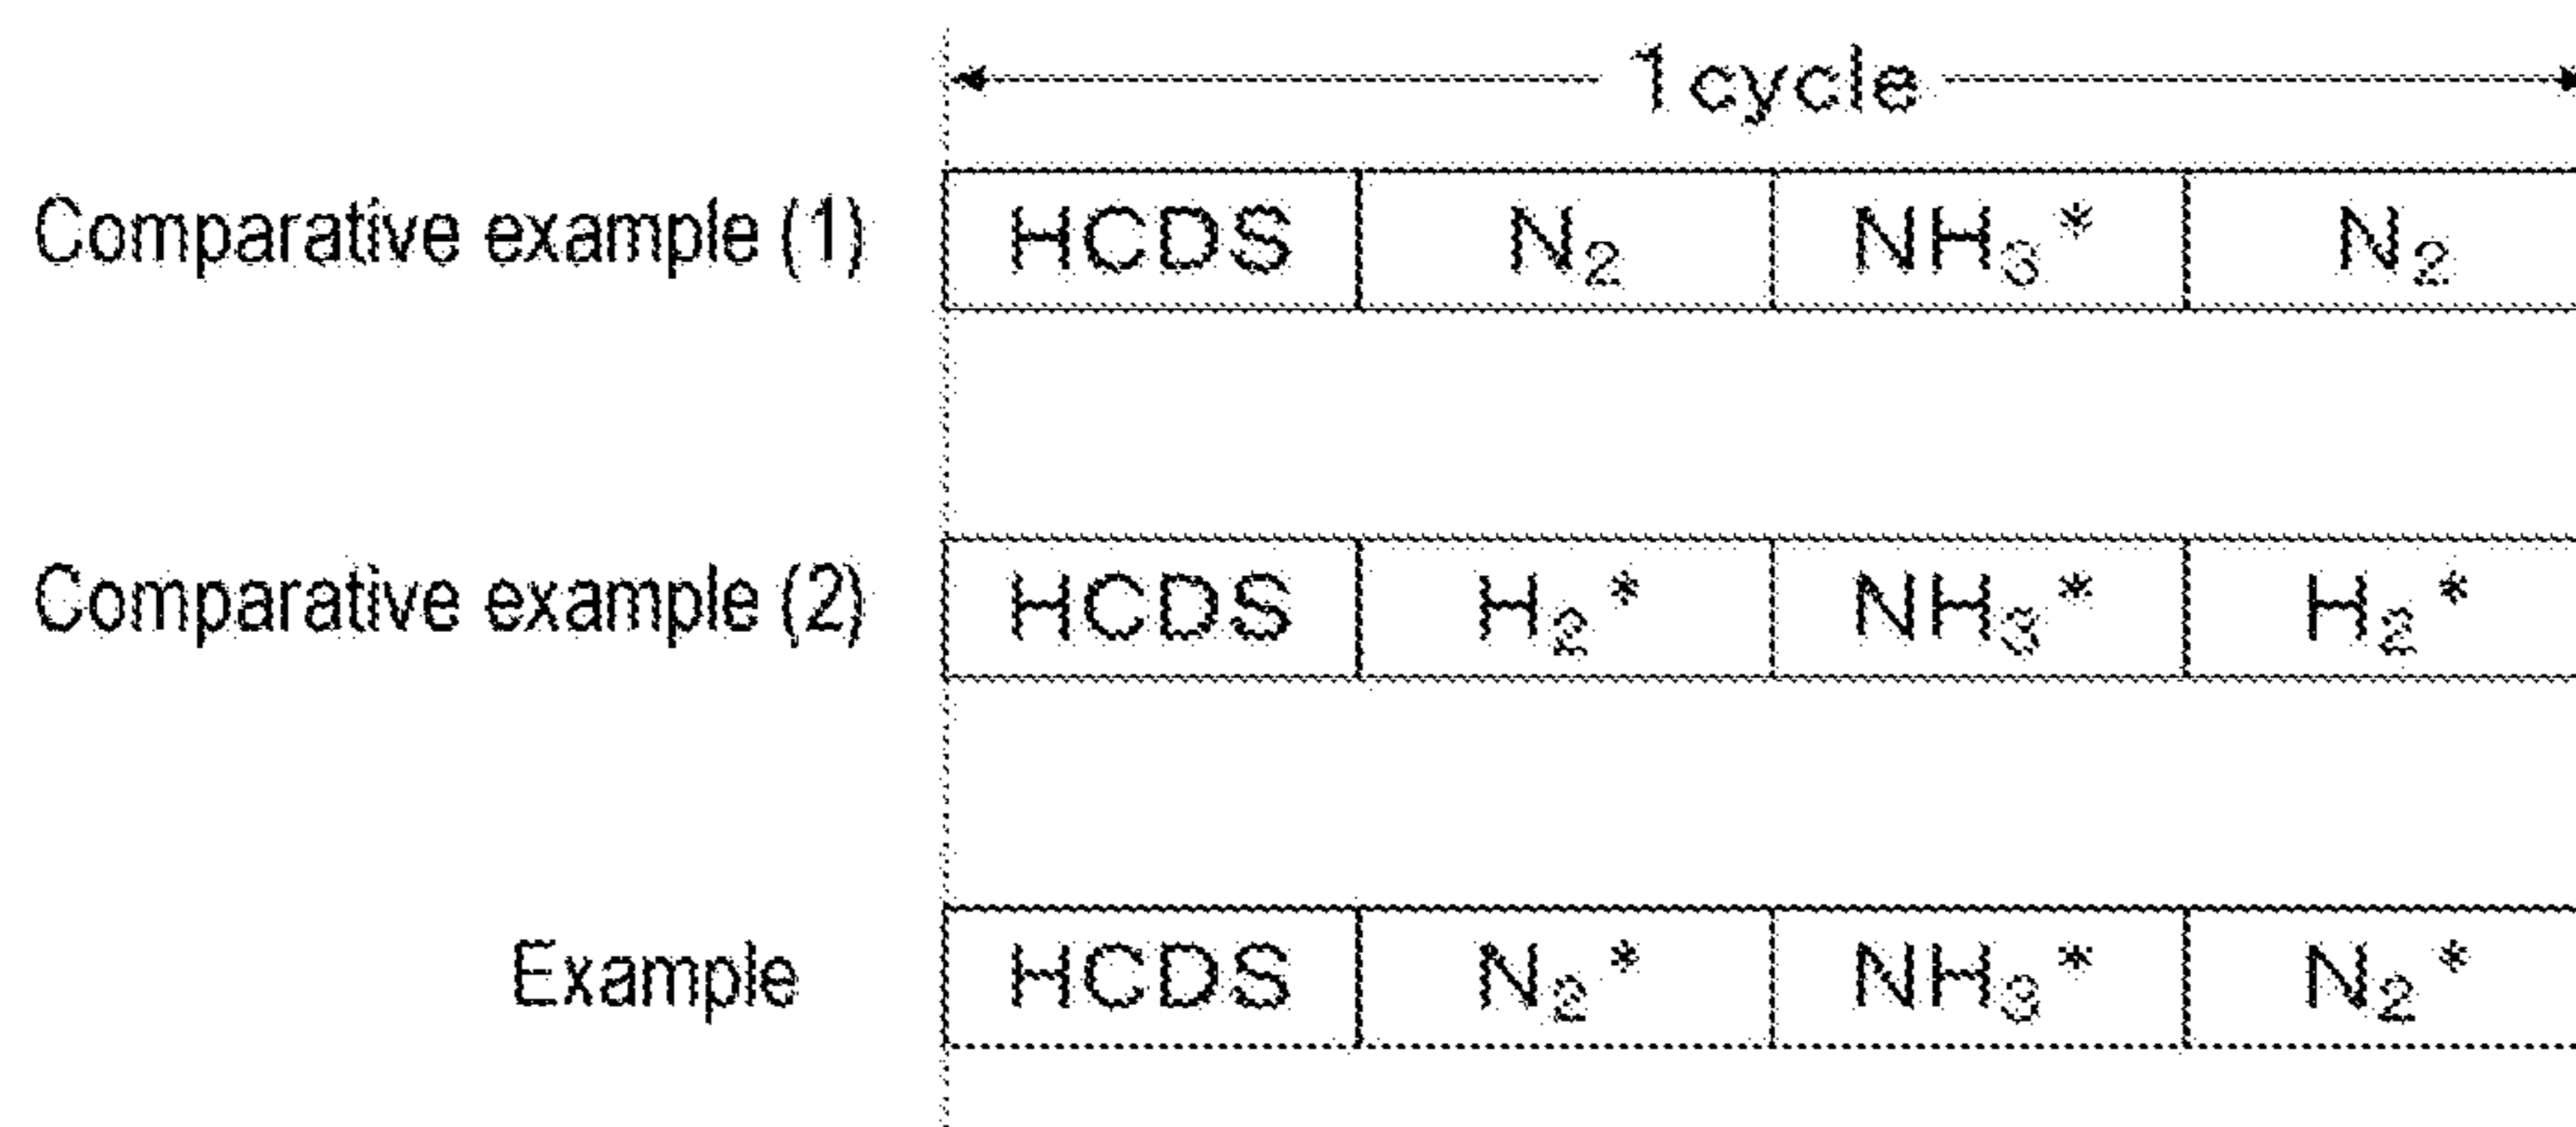 1 cycle
Comparative example (1) HCDS N₂ NH₃* N₂
Comparative example (2) HCDS H₂* NH₃* H₂*
Example HCDS N₂* NH₃* N₂*